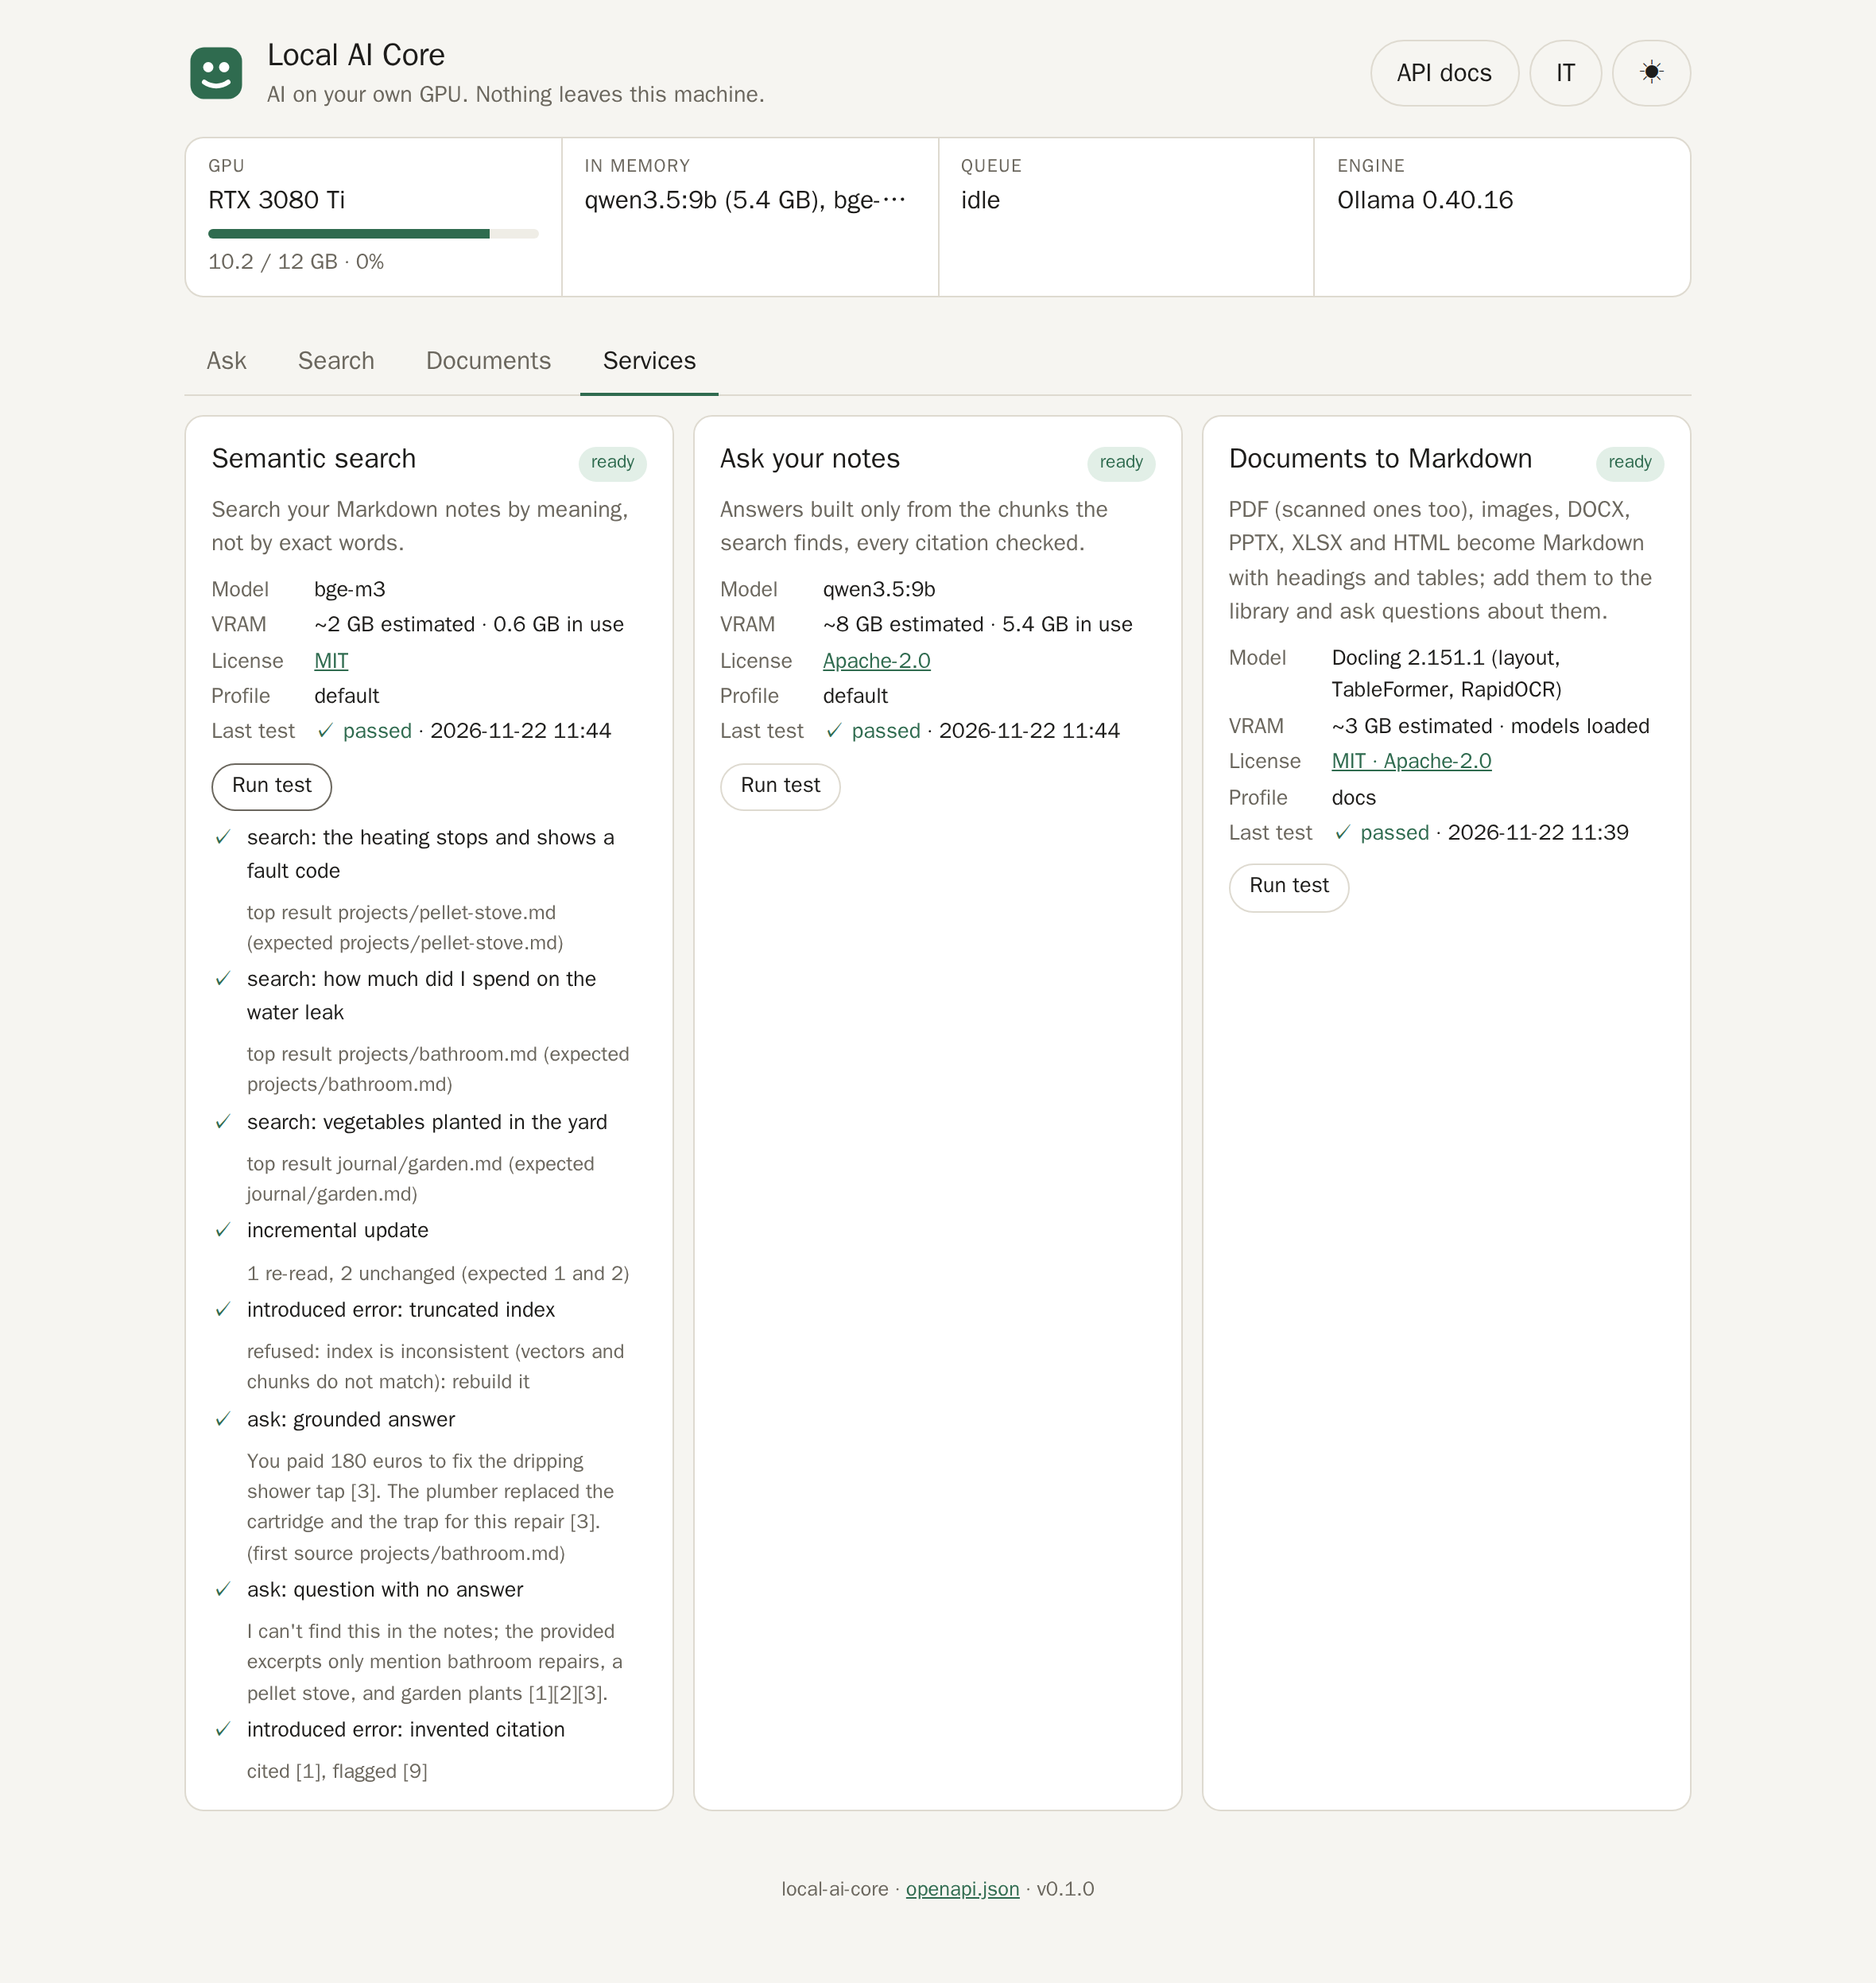 Local AI Core
AI on your own GPU. Nothing leaves this machine.
API docs
IT
GPU
RTX 3080 Ti
10.2 / 12 GB · 0%
IN MEMORY
qwen3.5:9b (5.4 GB), bge-···
QUEUE
idle
ENGINE
Ollama 0.40.16
Ask
Search
Documents
Services
Semantic search
ready
Search your Markdown notes by meaning,
not by exact words.
Model bge-m3
VRAM ~2 GB estimated · 0.6 GB in use
License MIT
Profile default
Last test ✓ passed · 2026-11-22 11:44
Run test
✓ search: the heating stops and shows a
fault code
top result projects/pellet-stove.md
(expected projects/pellet-stove.md)
✓ search: how much did I spend on the
water leak
top result projects/bathroom.md (expected
projects/bathroom.md)
✓ search: vegetables planted in the yard
top result journal/garden.md (expected
journal/garden.md)
✓ incremental update
1 re-read, 2 unchanged (expected 1 and 2)
✓ introduced error: truncated index
refused: index is inconsistent (vectors and
chunks do not match): rebuild it
✓ ask: grounded answer
You paid 180 euros to fix the dripping
shower tap [3]. The plumber replaced the
cartridge and the trap for this repair [3].
(first source projects/bathroom.md)
✓ ask: question with no answer
I can't find this in the notes; the provided
excerpts only mention bathroom repairs, a
pellet stove, and garden plants [1][2][3].
✓ introduced error: invented citation
cited [1], flagged [9]
Ask your notes
ready
Answers built only from the chunks the
search finds, every citation checked.
Model qwen3.5:9b
VRAM ~8 GB estimated · 5.4 GB in use
License Apache-2.0
Profile default
Last test ✓ passed · 2026-11-22 11:44
Run test
Documents to Markdown
ready
PDF (scanned ones too), images, DOCX,
PPTX, XLSX and HTML become Markdown
with headings and tables; add them to the
library and ask questions about them.
Model Docling 2.151.1 (layout,
TableFormer, RapidOCR)
VRAM ~3 GB estimated · models loaded
License MIT · Apache-2.0
Profile docs
Last test ✓ passed · 2026-11-22 11:39
Run test
local-ai-core · openapi.json · v0.1.0